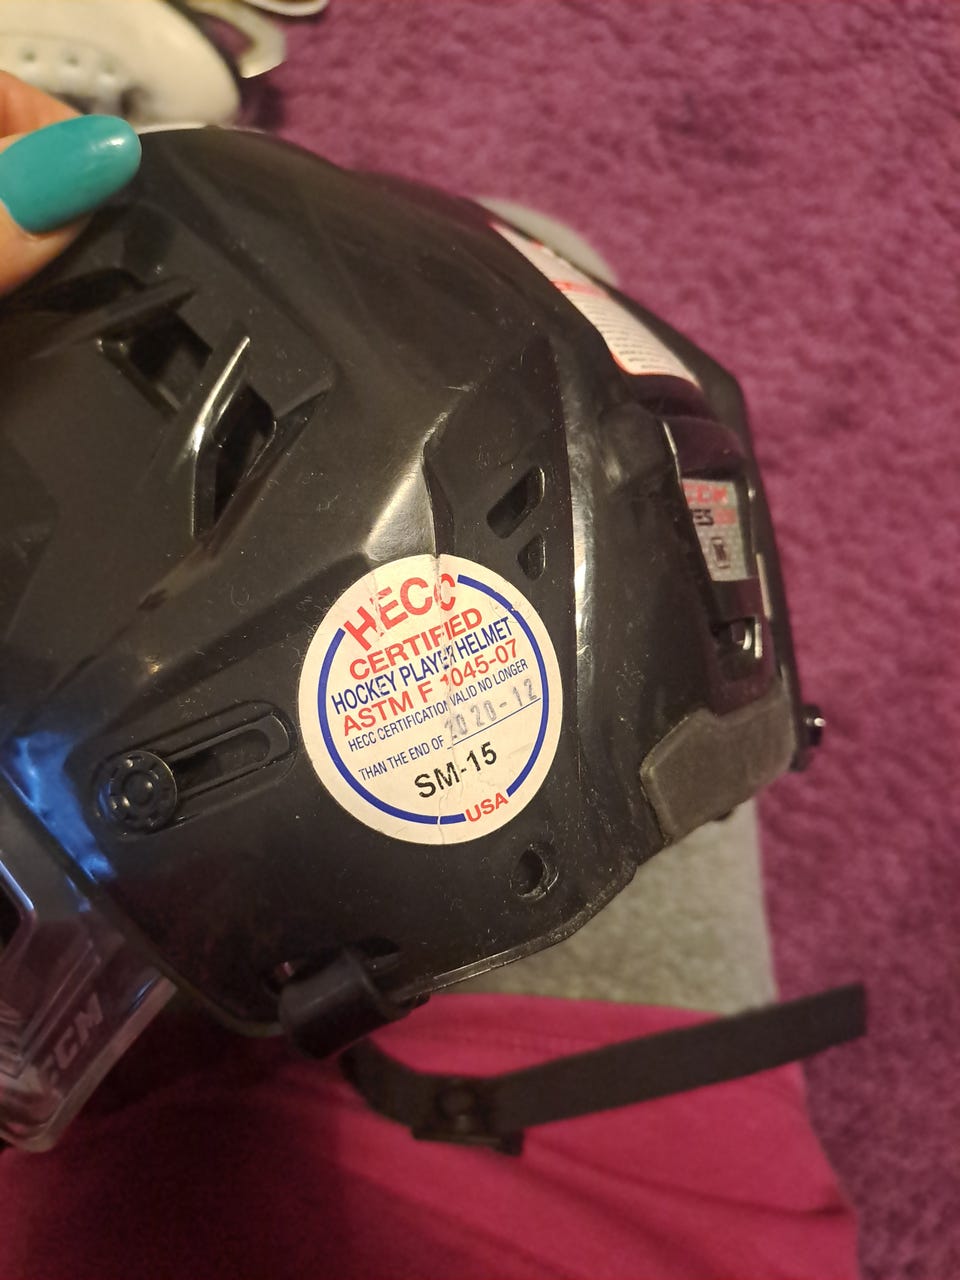 HECC
CERTIFIED
HOCKEY PLAYER HELMET
ASTM F 1045-07
HECC CERTIFICATION VALID NO LONGER
THAN THE END OF 2020-12
SM-15
USA
CCM